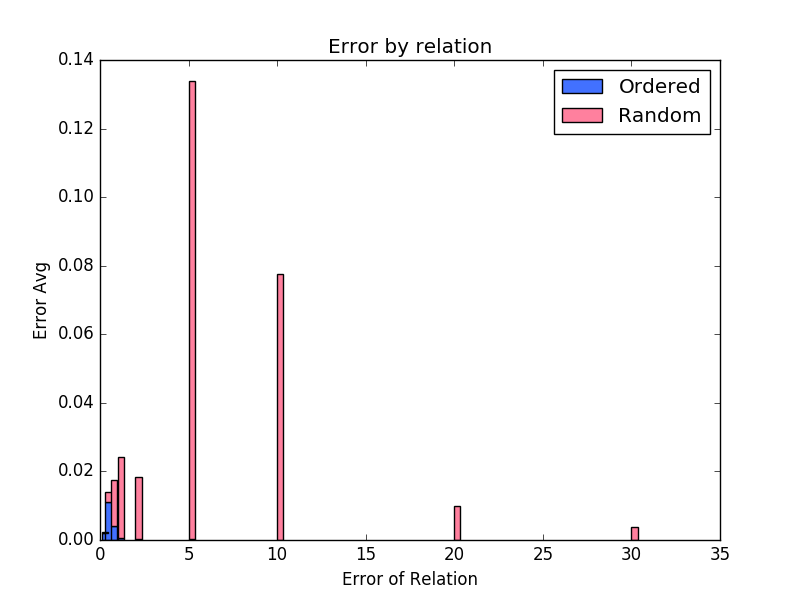 Error by relation
Ordered
Random
Error Avg
0.14
0.12
0.10
0.08
0.06
0.04
0.02
0.00
0 5 10 15 20 25 30 35
Error of Relation